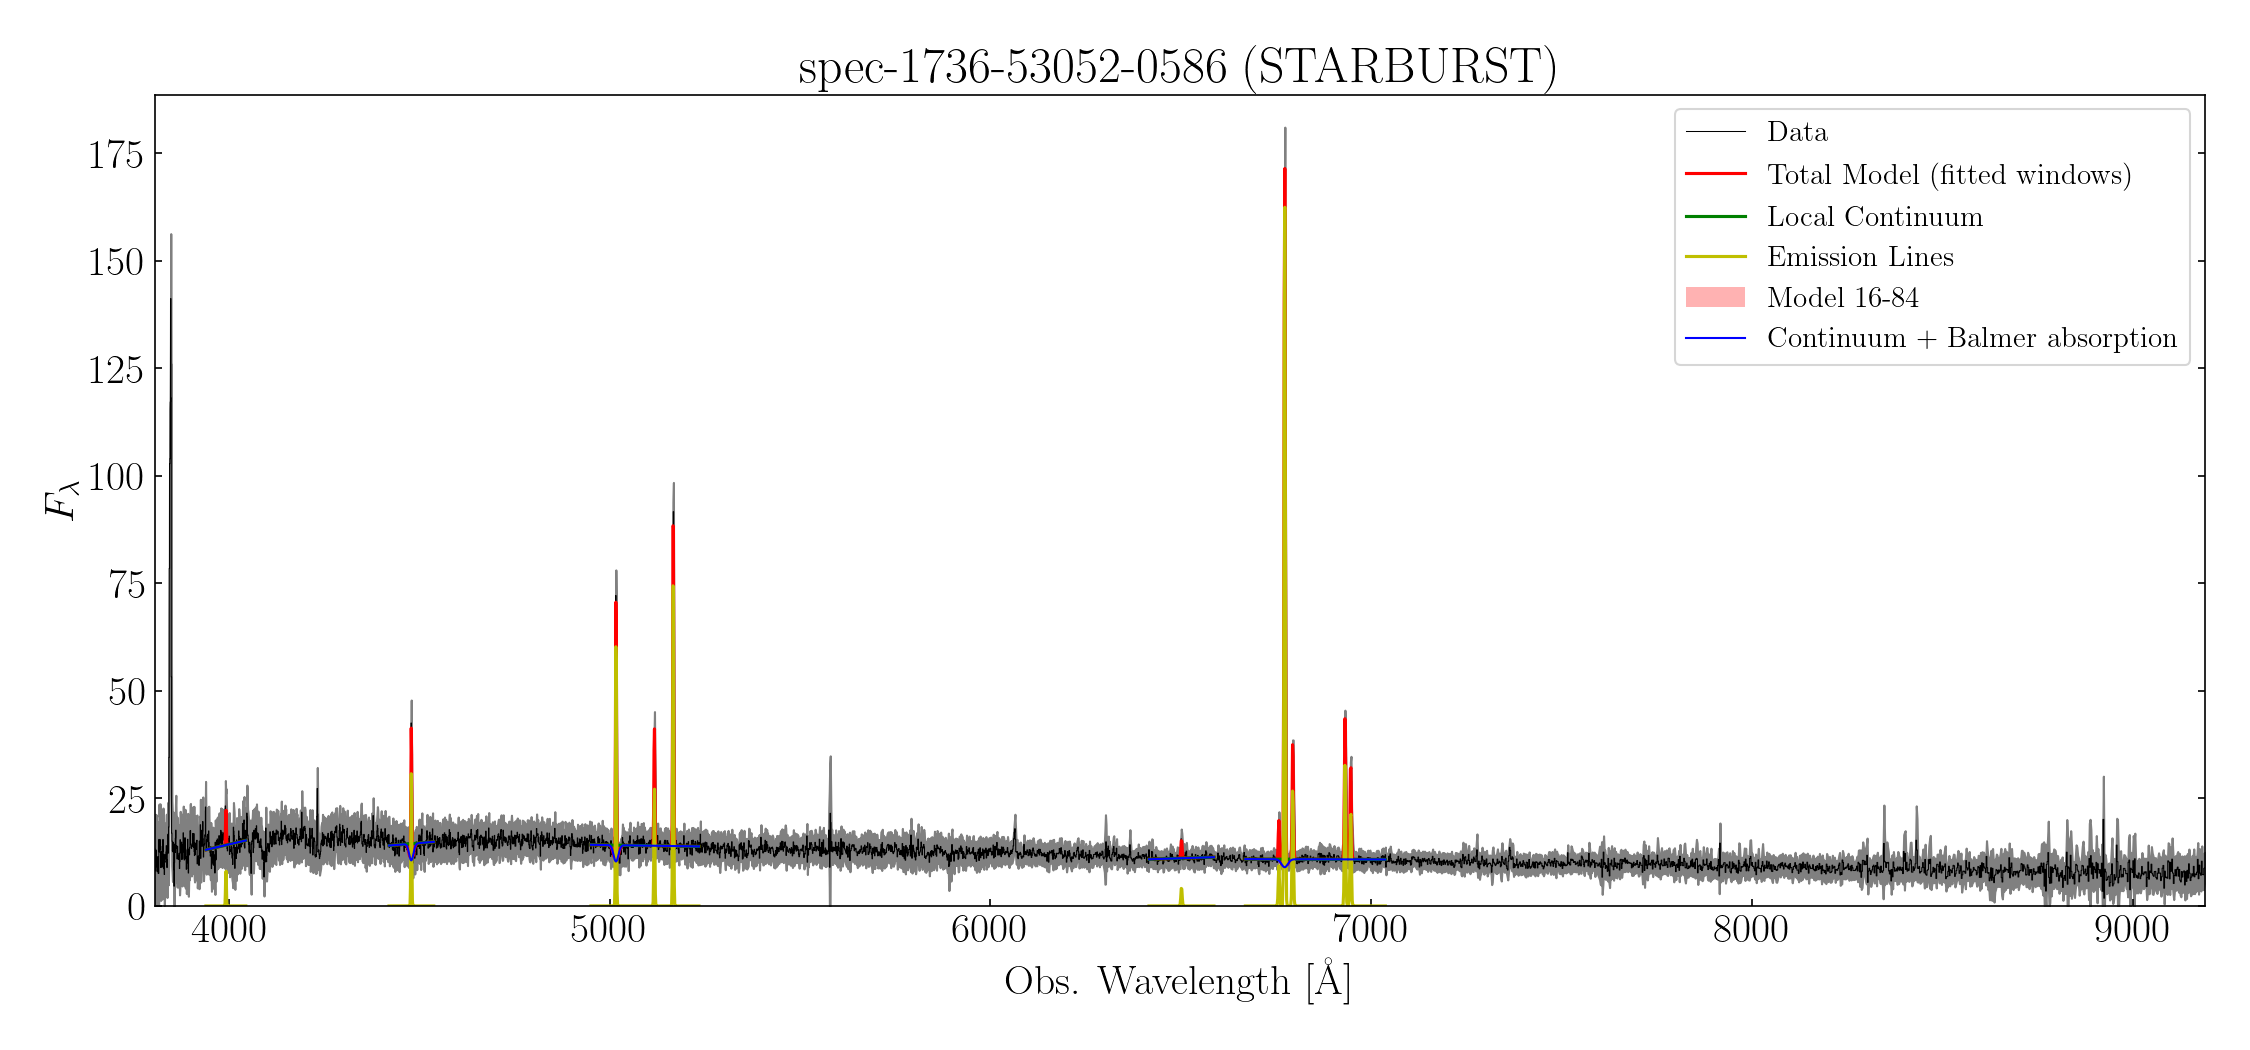 spec-1736-53052-0586 (STARBURST)
Data
Total Model (fitted windows)
Local Continuum
Emission Lines
Model 16-84
Continuum + Balmer absorption
175
150
125
100
75
50
25
0
Fλ
4000 5000 6000 7000 8000 9000
Obs. Wavelength [Å]